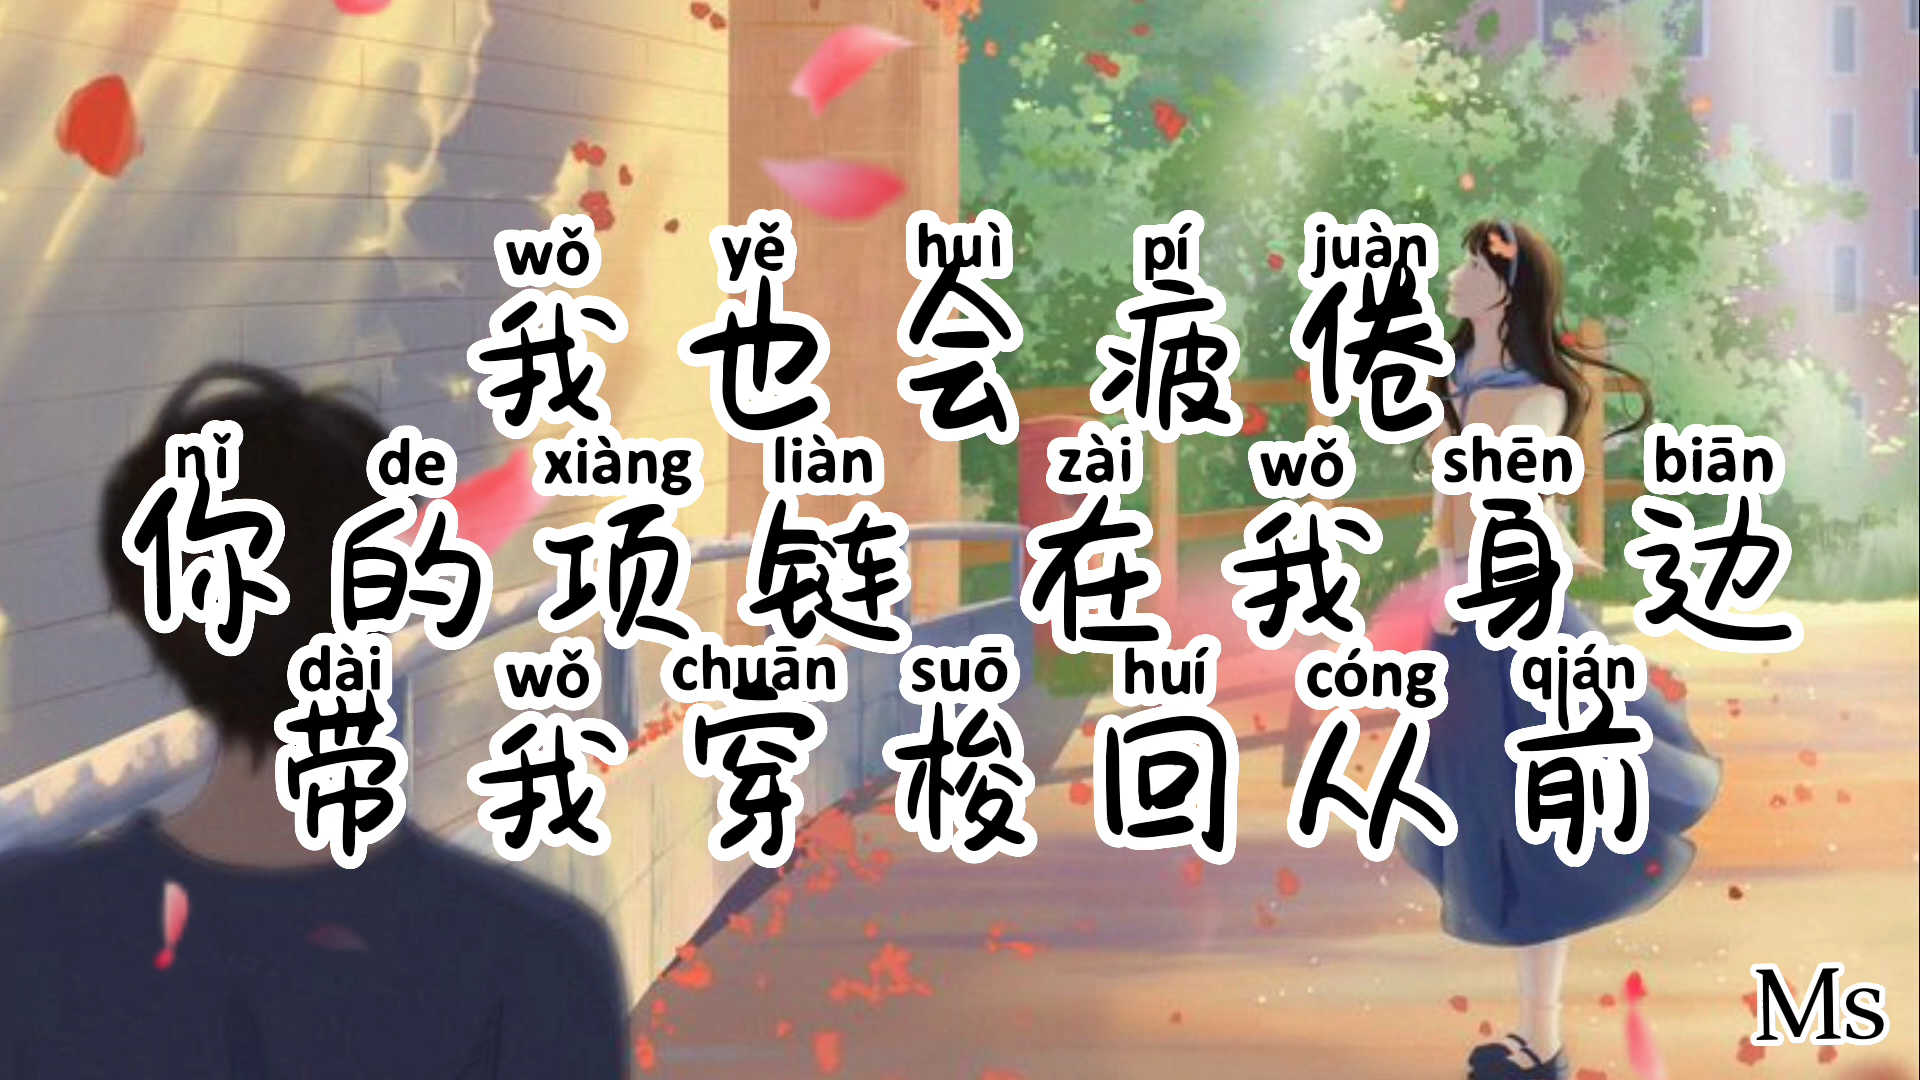 wǒ yě huì pí juàn
我也会疲倦
nǐ de xiàng liàn zài wǒ shēn biān
你的项链 在我身边
dài wǒ chuān suō huí cóng qián
带我穿梭回从前
Ms